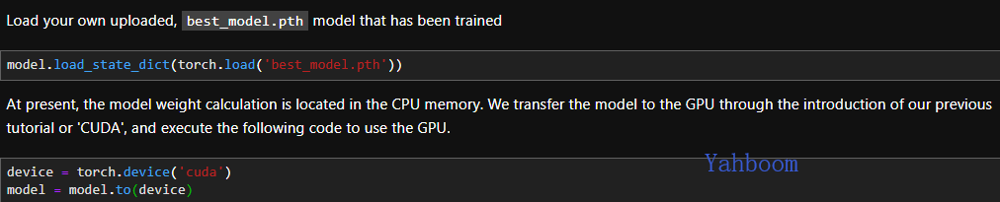 Load your own uploaded, best_model.pth model that has been trained
model.load_state_dict(torch.load('best_model.pth'))
At present, the model weight calculation is located in the CPU memory. We transfer the model to the GPU through the introduction of our previous
tutorial or 'CUDA', and execute the following code to use the GPU.
Yahboom
device = torch.device('cuda')
model = model.to(device)